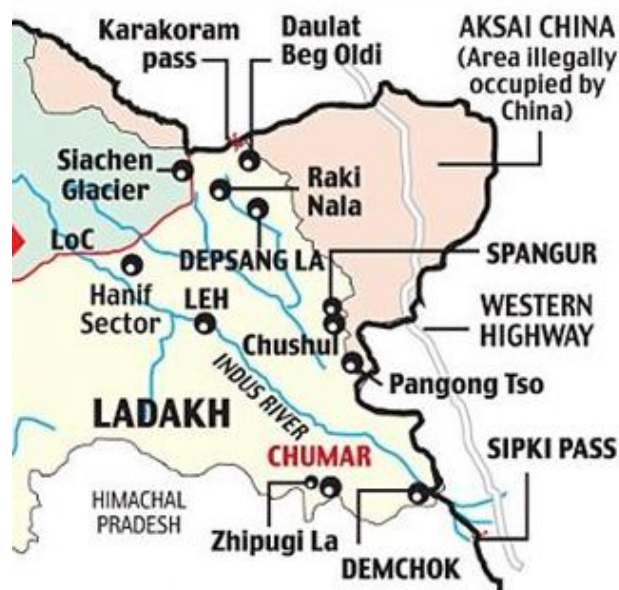 Karakoram
pass
Daulat
Beg Oldi
AKSAI CHINA
(Area illegally
occupied by
China)
Siachen
Glacier
Raki
Nala
LoC
DEPSANG LA
SPANGUR
Hanif
Sector
LEH
Chushul
WESTERN
HIGHWAY
Pangong Tso
INDUS RIVER
LADAKH
CHUMAR
SIPKI PASS
HIMACHAL
PRADESH
Zhipugi La
DEMCHOK